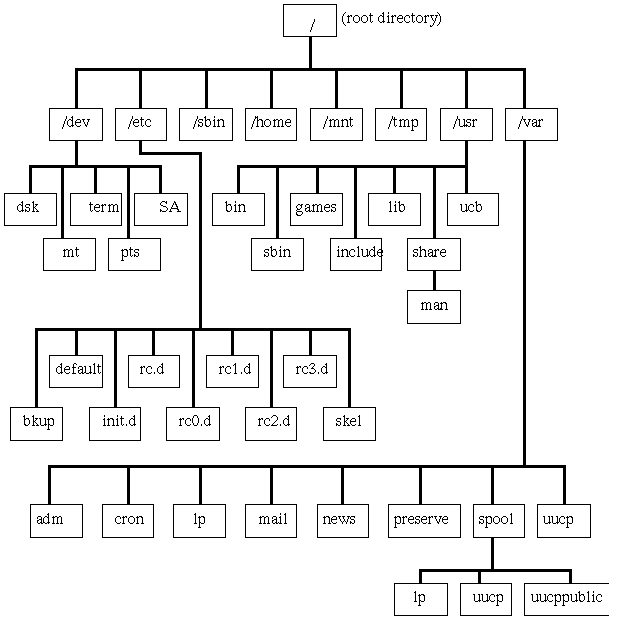 / (root directory)
/dev /etc /sbin /home /mnt /tmp /usr /var
dsk term SA bin games lib ucb
mt pts sbin include share
man
default rc.d rc1.d rc3.d
bkup init.d rc0.d rc2.d skel
adm cron lp mail news preserve spool uucp
lp uucp uucppublic